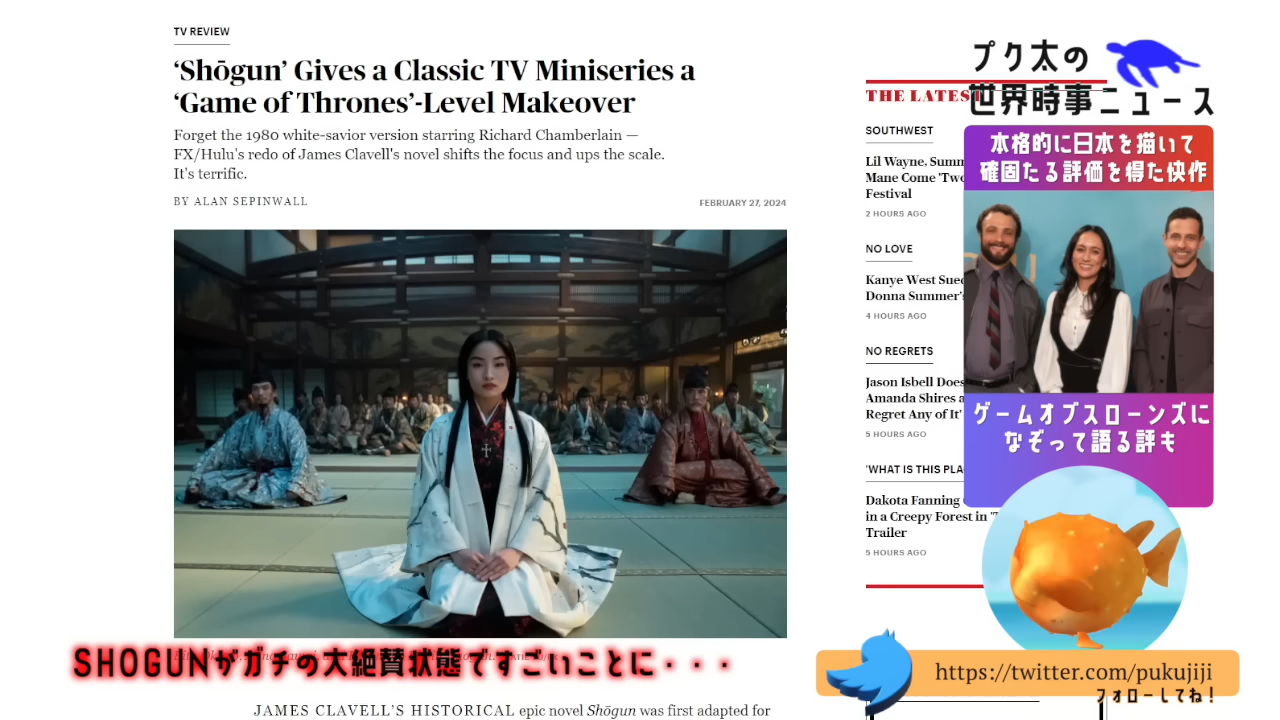 TV REVIEW
‘Shōgun’ Gives a Classic TV Miniseries a
‘Game of Thrones’-Level Makeover
Forget the 1980 white-savior version starring Richard Chamberlain —
FX/Hulu's redo of James Clavell's novel shifts the focus and ups the scale.
It's terrific.
BY ALAN SEPINWALL
FEBRUARY 27, 2024
JAMES CLAVELL'S HISTORICAL epic novel Shōgun was first adapted for
THE LATEST
SOUTHWEST
Lil Wayne,
Mane Come
Festival
2 HOURS AGO
NO LOVE
Kanye West
Donna Summer's
4 HOURS AGO
NO REGRETS
Jason Isbell
Amanda Shires
Regret Any of It'
5 HOURS AGO
'WHAT IS THIS
Dakota Fanning
in a Creepy Forest in
Trailer
5 HOURS AGO
プク太の
世界時事ニュース
本格的に日本を描いて
確固たる評価を得た快作
ゲームオブスローンズに
なぞって語る評も
SHOGUNがガチの大絶賛状態ですごいことに・・・
https://twitter.com/pukujiji
フォローしてね!